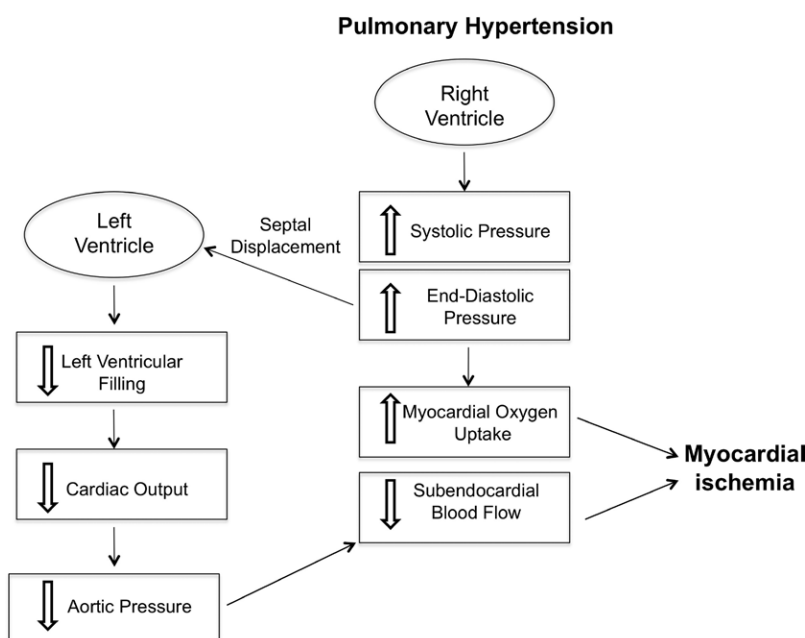 Pulmonary Hypertension
Right
Ventricle
Systolic Pressure
End-Diastolic
Pressure
Septal
Displacement
Left
Ventricle
Left Ventricular
Filling
Cardiac Output
Aortic Pressure
Myocardial Oxygen
Uptake
Subendocardial
Blood Flow
Myocardial
ischemia